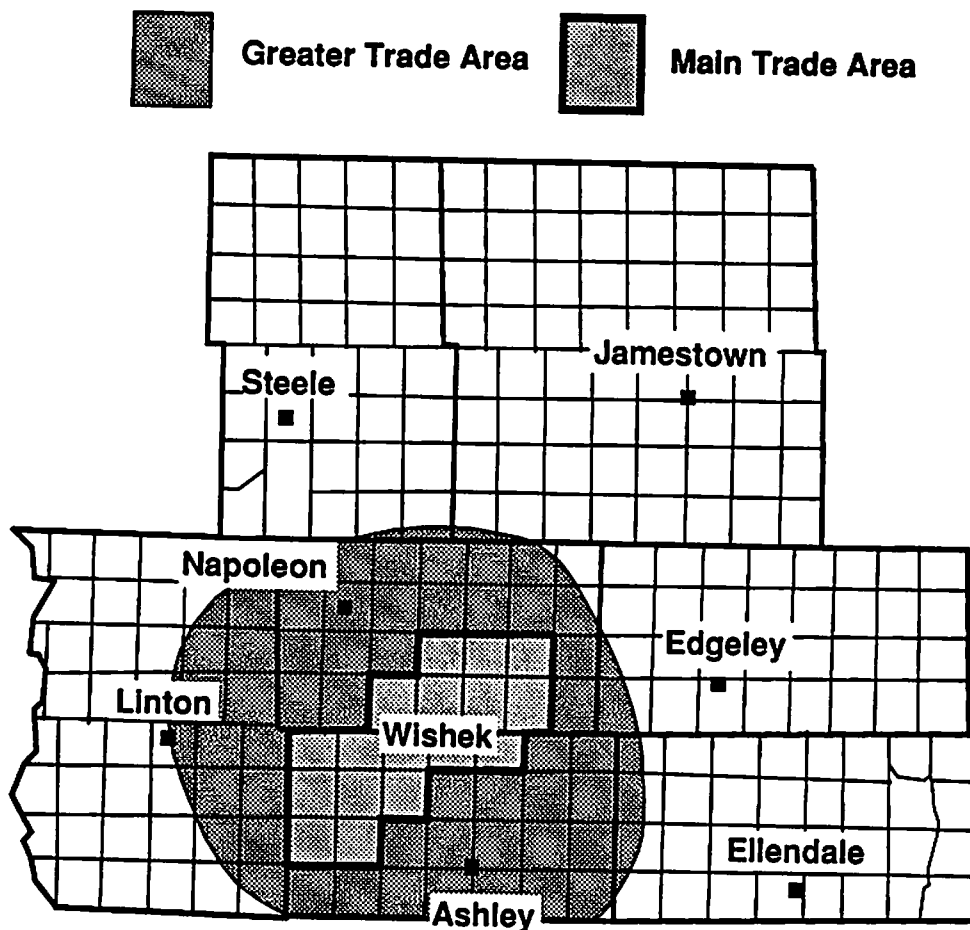 Greater Trade Area
Main Trade Area
Jamestown
Steele
Napoleon
Edgeley
Linton
Wishek
Ellendale
Ashley